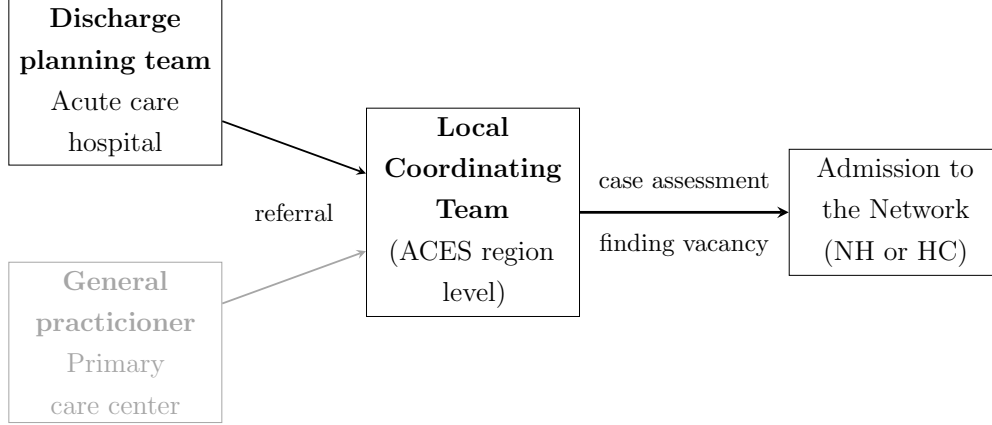 Discharge
planning team
Acute care
hospital
referral
General
practicioner
Primary
care center
Local
Coordinating
Team
(ACES region
level)
case assessment
finding vacancy
Admission to
the Network
(NH or HC)